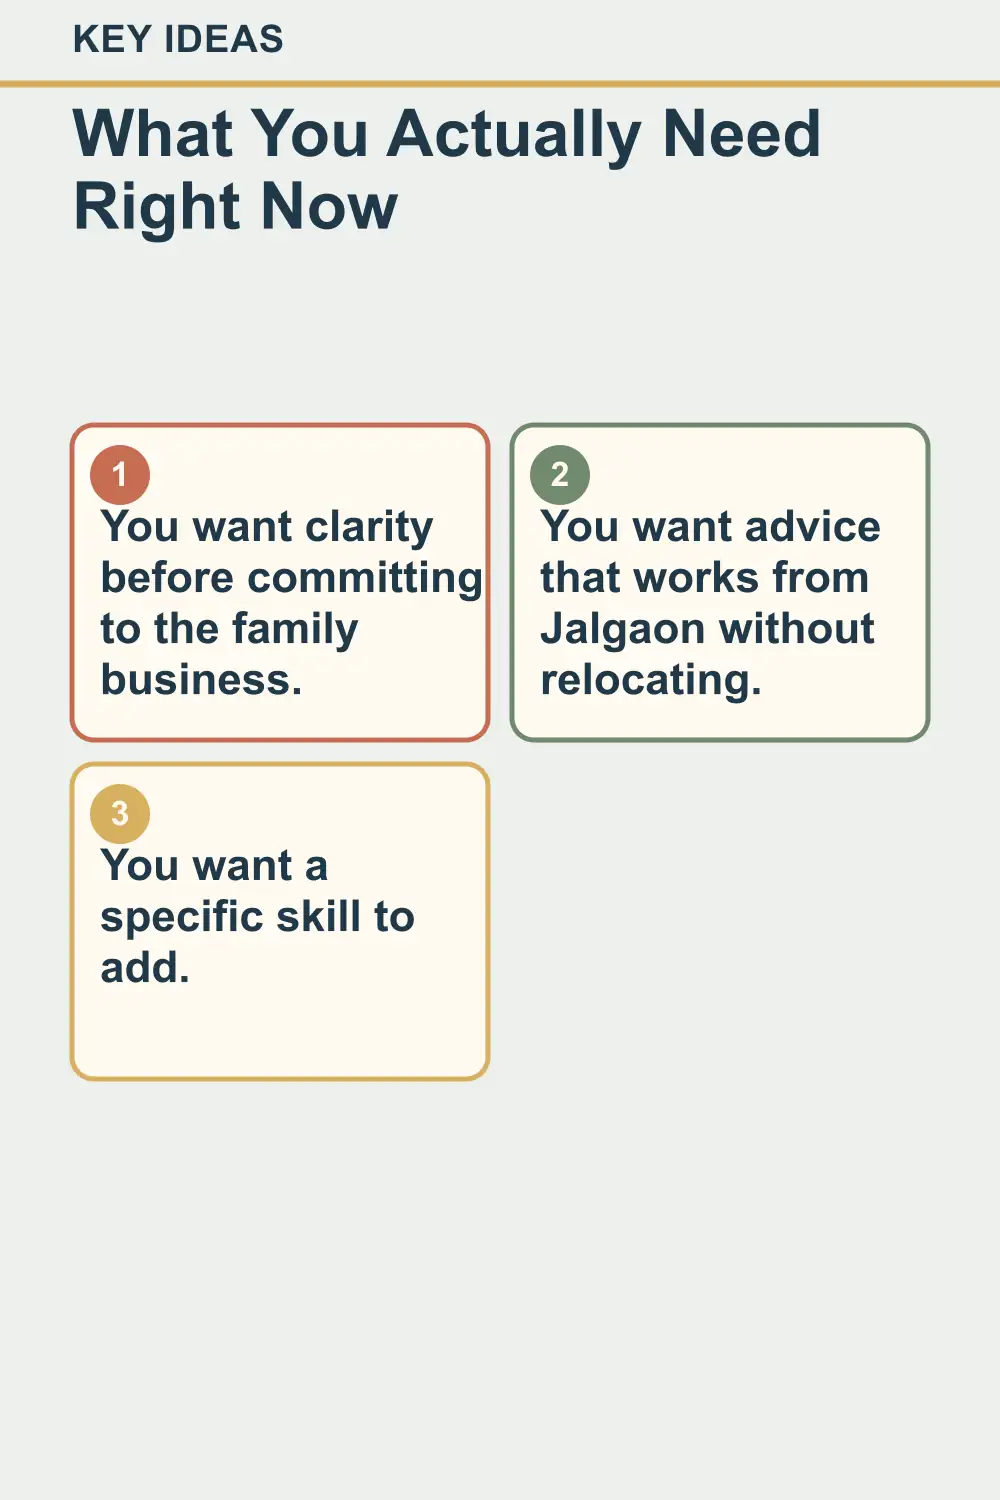 KEY IDEAS
What You Actually Need
Right Now
1
You want clarity
before committing
to the family
business.
2
You want advice
that works from
Jalgaon without
relocating.
3
You want a
specific skill to
add.